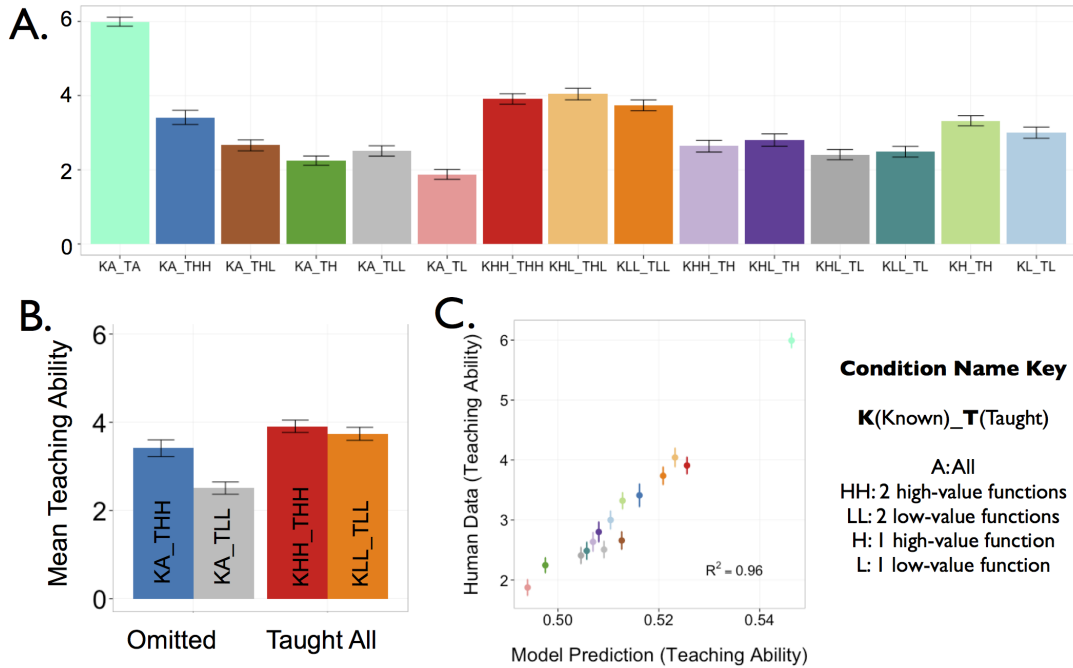 A.
6
4
2
0
KA_TA KA_THH KA_THL KA_TH KA_TLL KA_TL KHH_THH KHL_THL KLL_TLL KHH_TH KHL_TH KHL_TL KLL_TL KH_TH KL_TL
B.
Mean Teaching Ability
6
4
2
0
KA_THH
KA_TLL
KHH_THH
KLL_TLL
Omitted Taught All
C.
Human Data (Teaching Ability)
6
5
4
3
2
R² = 0.96
0.50 0.52 0.54
Model Prediction (Teaching Ability)
Condition Name Key
K(Known)_T(Taught)
A: All
HH: 2 high-value functions
LL: 2 low-value functions
H: 1 high-value function
L: 1 low-value function